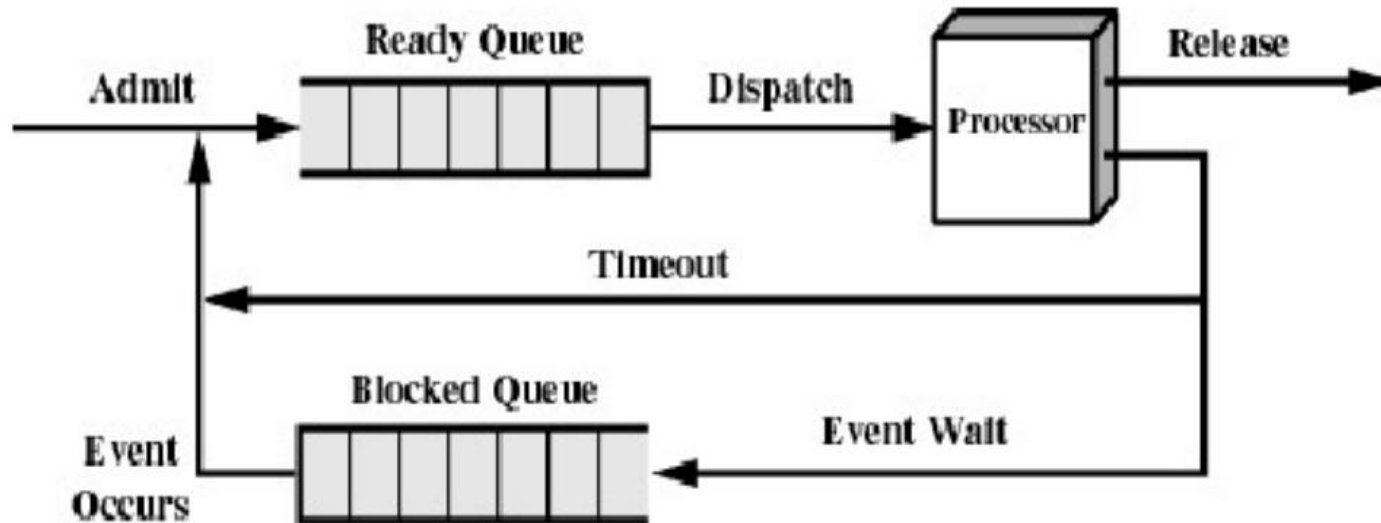 Ready Queue
Release
Admit
Dispatch
Processor
Timeout
Blocked Queue
Event Wait
Event
Occurs